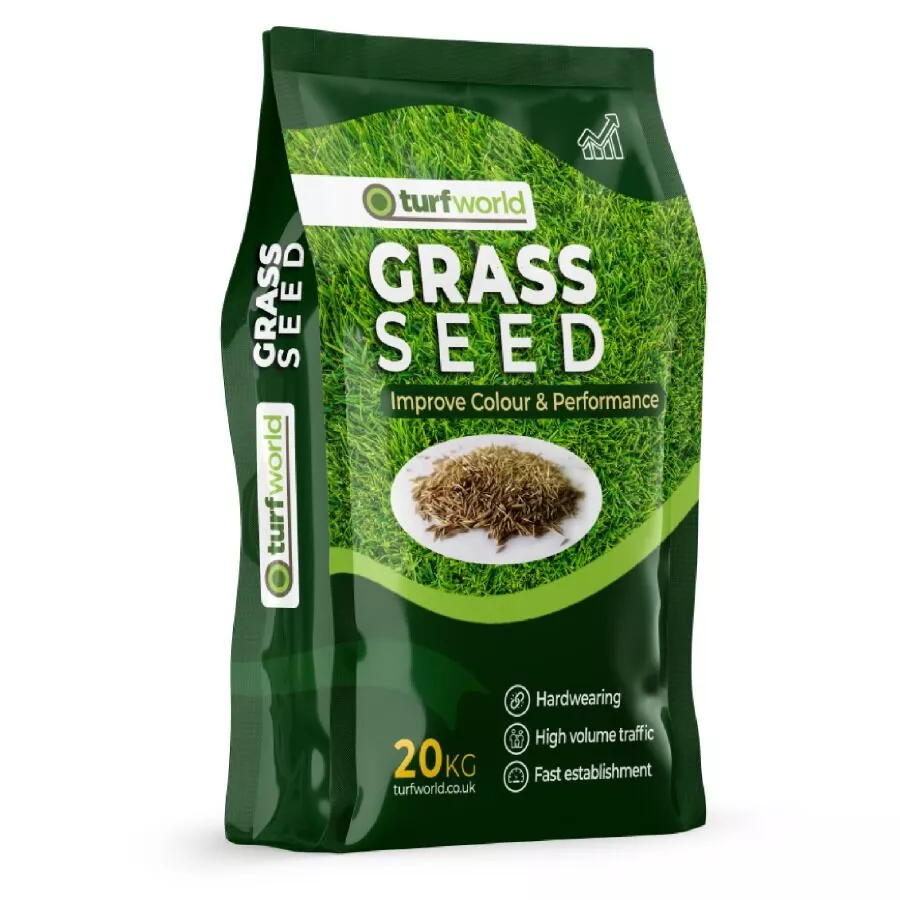 turfworld
GRASS
SEED
Improve Colour & Performance
Hardwearing
High volume traffic
Fast establishment
20KG
turfworld.co.uk
GRASS
SEED
turfworld